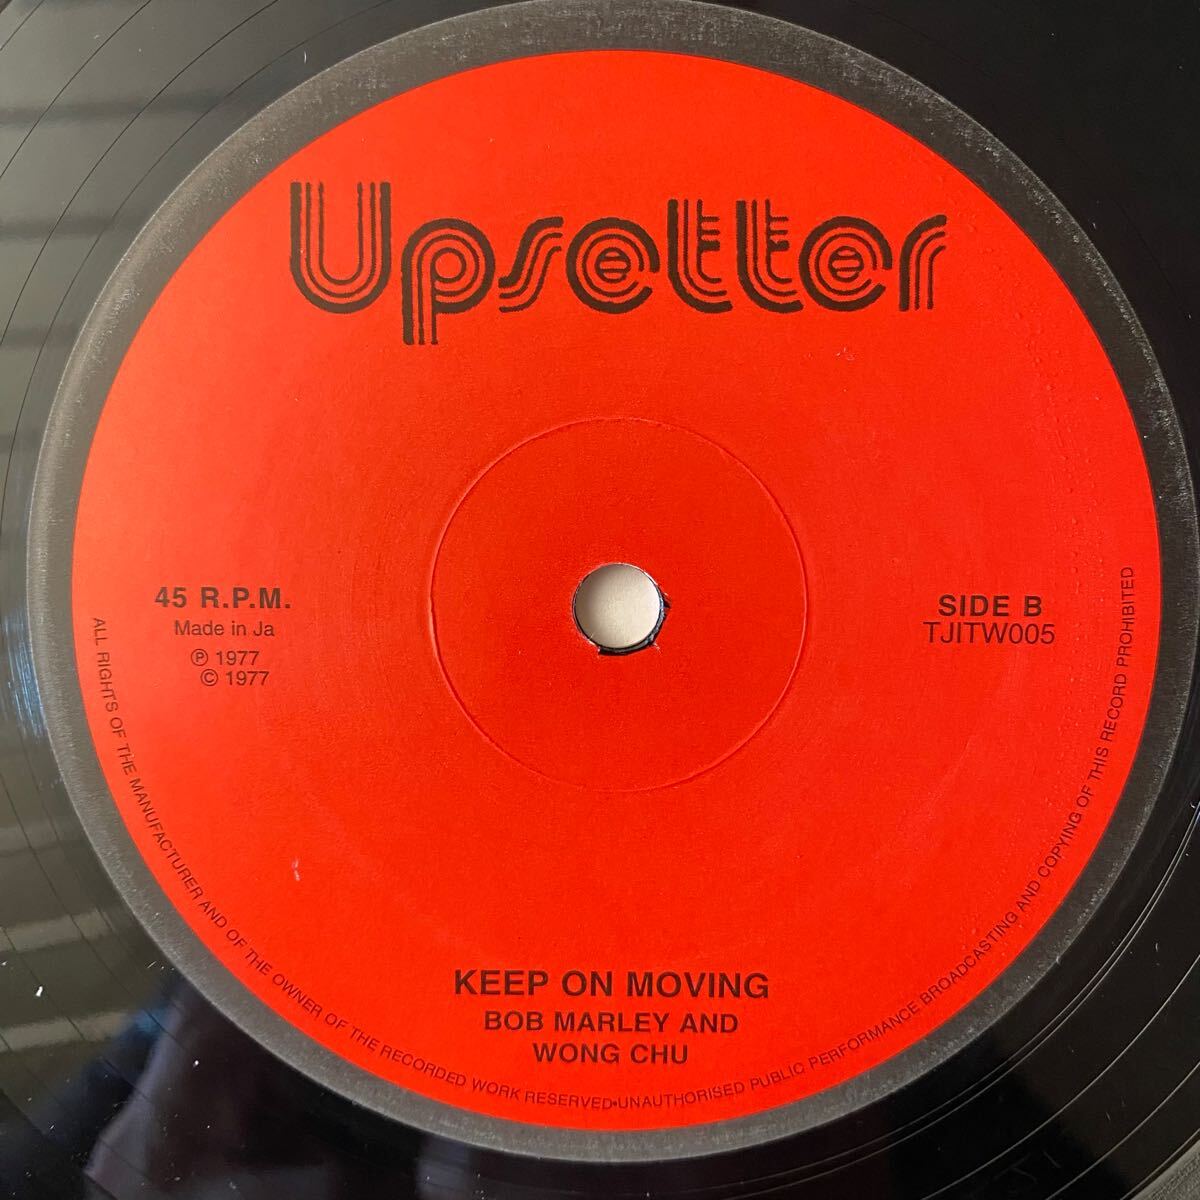 Upsetter
45 R.P.M.
Made in Ja
℗ 1977
© 1977
SIDE B
TJITW005
KEEP ON MOVING
BOB MARLEY AND
WONG CHU
ALL RIGHTS OF THE MANUFACTURER AND OF THE OWNER OF THE RECORDED WORK RESERVED•UNAUTHORISED PUBLIC PERFORMANCE BROADCASTING AND COPYING OF THIS RECORD PROHIBITED